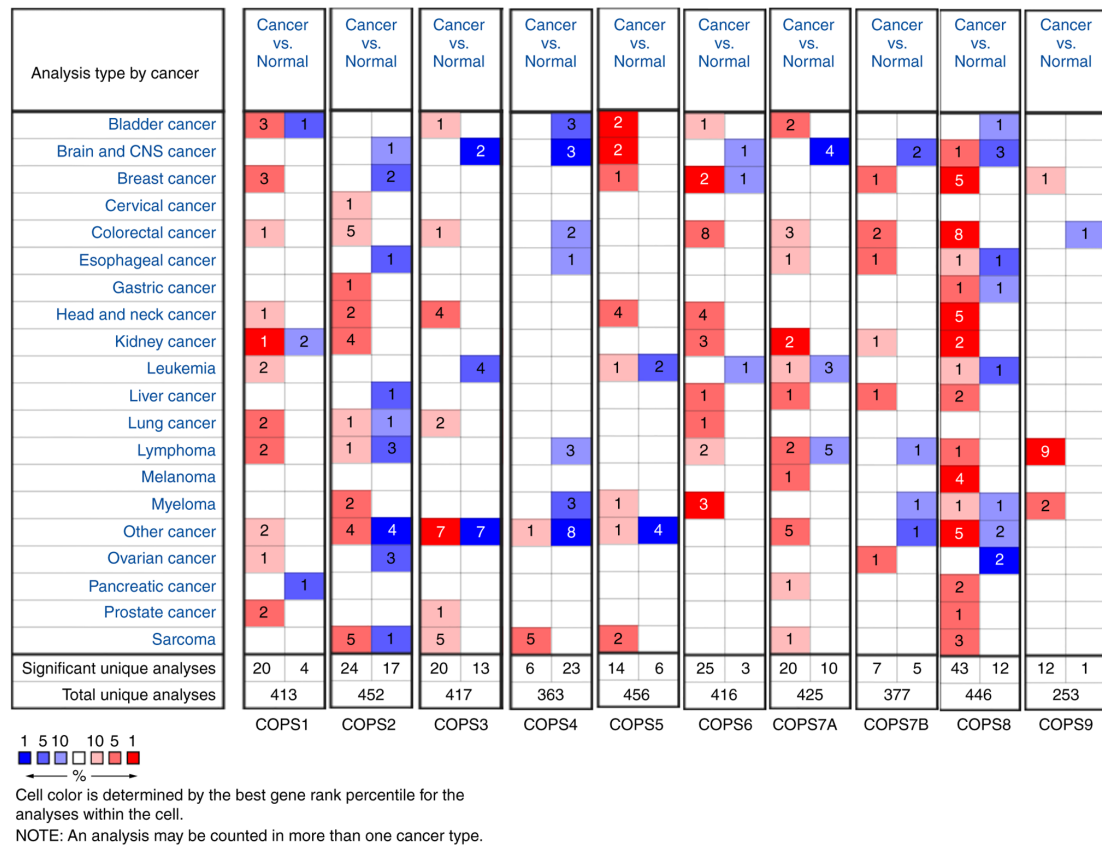 Analysis type by cancer
Cancer vs. Normal Cancer vs. Normal Cancer vs. Normal Cancer vs. Normal Cancer vs. Normal Cancer vs. Normal Cancer vs. Normal Cancer vs. Normal Cancer vs. Normal Cancer vs. Normal
Bladder cancer 3 1 1 3 2 1 2 1
Brain and CNS cancer 1 2 3 2 1 4 2 1 3
Breast cancer 3 2 1 2 1 1 5 1
Cervical cancer 1
Colorectal cancer 1 5 1 2 8 3 2 8 1
Esophageal cancer 1 1 1 1 1 1
Gastric cancer 1 1 1
Head and neck cancer 1 2 4 4 4 5
Kidney cancer 1 2 4 3 2 1 2
Leukemia 2 4 1 2 1 1 3 1 1
Liver cancer 1 1 1 1 2
Lung cancer 2 1 1 2 1
Lymphoma 2 1 3 3 2 2 5 1 1 9
Melanoma 1 4
Myeloma 2 3 1 3 1 1 1 2
Other cancer 2 4 4 7 7 1 8 1 4 5 1 5 2
Ovarian cancer 1 3 1 2
Pancreatic cancer 1 1 2
Prostate cancer 2 1 1
Sarcoma 5 1 5 5 2 1 3
Significant unique analyses 20 4 24 17 20 13 6 23 14 6 25 3 20 10 7 5 43 12 12 1
Total unique analyses 413 452 417 363 456 416 425 377 446 253
COPS1 COPS2 COPS3 COPS4 COPS5 COPS6 COPS7A COPS7B COPS8 COPS9
1 5 10 10 5 1
%
Cell color is determined by the best gene rank percentile for the
analyses within the cell.
NOTE: An analysis may be counted in more than one cancer type.